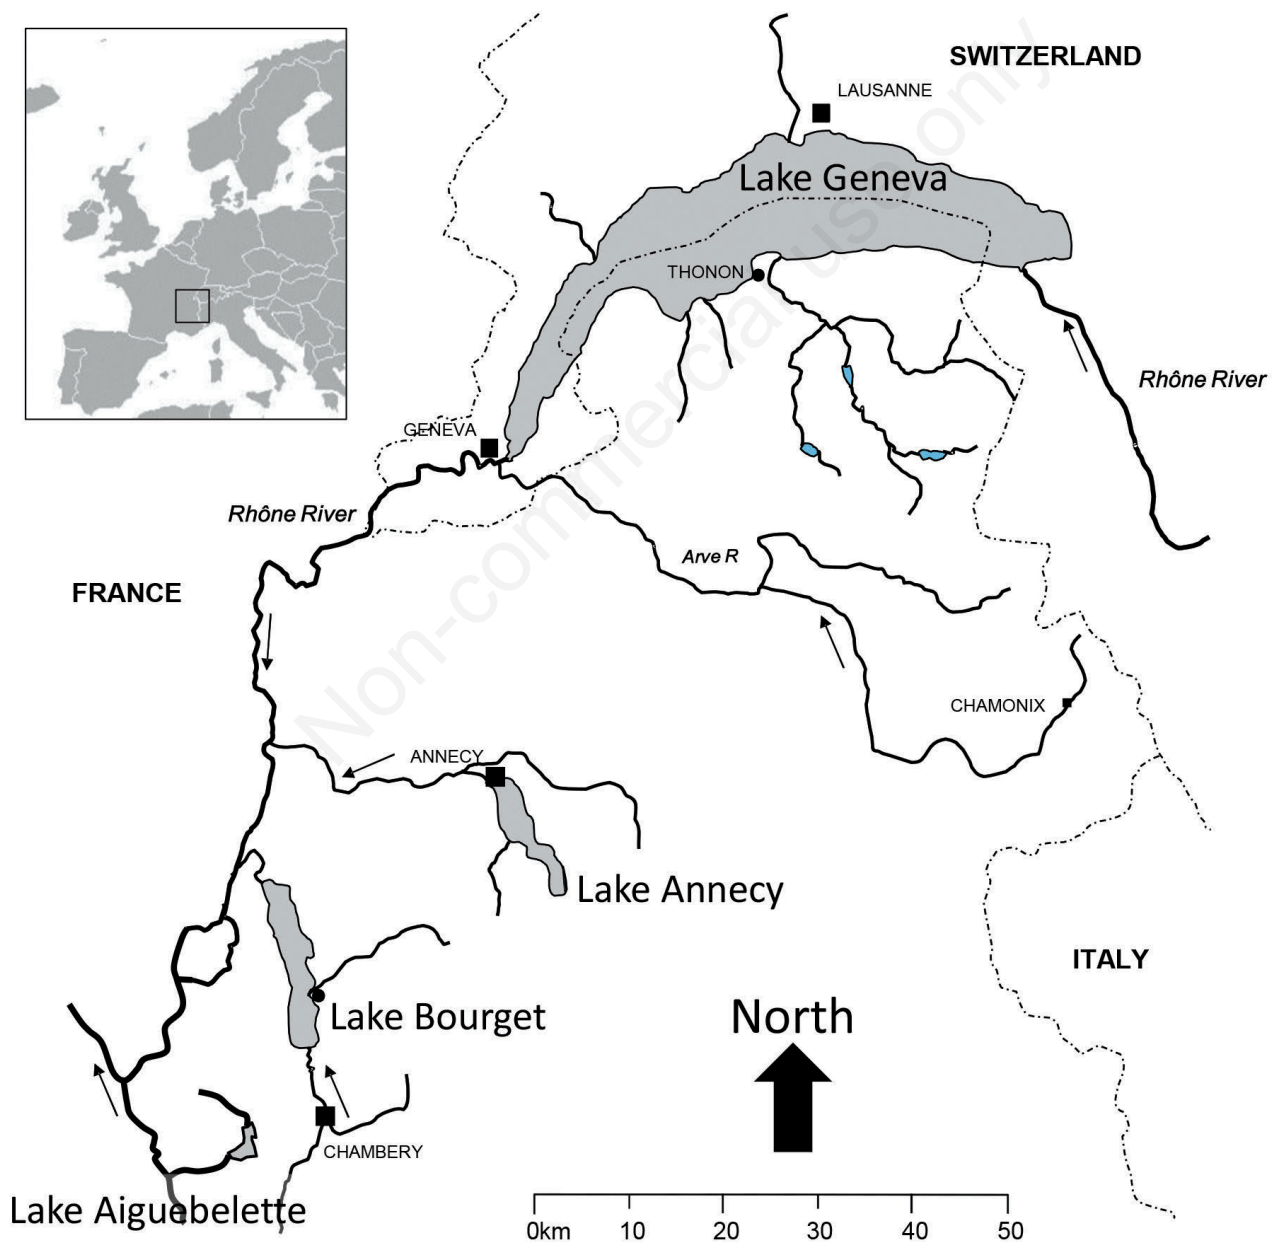 SWITZERLAND
LAUSANNE
Lake Geneva
THONON
Rhône River
GENEVA
Rhône River
Arve R
FRANCE
CHAMONIX
ANNECY
Lake Annecy
ITALY
Lake Bourget
North
CHAMBERY
Lake Aiguebelette
0km 10 20 30 40 50
Non-commercial use only